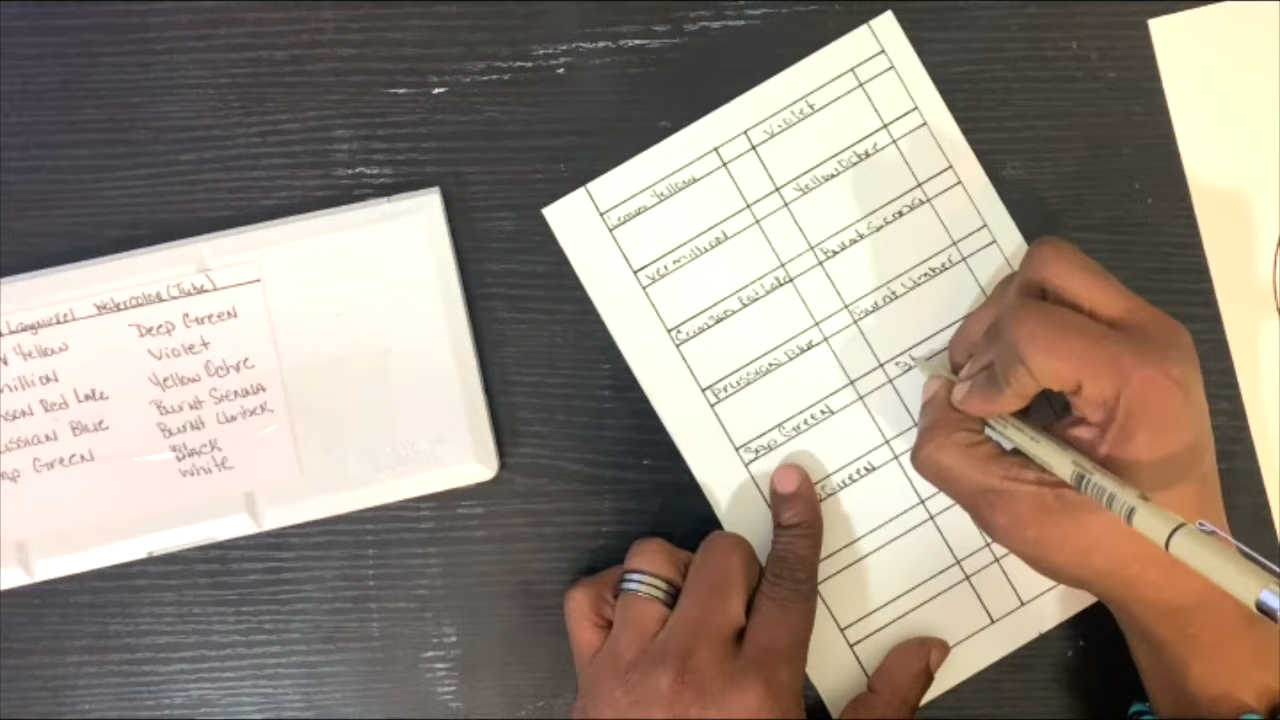 Langnickel Watercolor (Tube)
Yellow
Deep Green
Violet
Red Lake
Yellow Ochre
Blue
Burnt Sienna
Green
Burnt Umber
Black
White
Lemon Yellow
Vermillion
Crimson Red Lake
Prussian Blue
Sap Green
Green
Violet
Yellow Ochre
Burnt Sienna
Burnt Umber